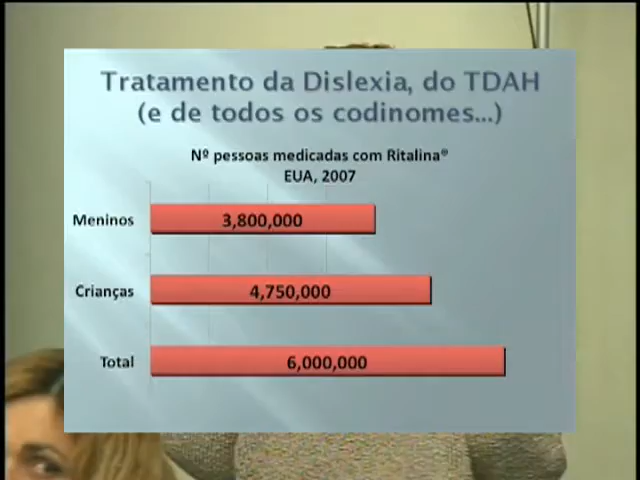 Tratamento da Dislexia, do TDAH
(e de todos os codinomes...)
Nº pessoas medicadas com Ritalina®
EUA, 2007
Meninos 3,800,000
Crianças 4,750,000
Total 6,000,000